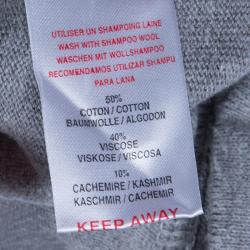 UTILISER UN SHAMPOING LAINE
WASH WITH SHAMPOO WOOL
WASCHEN MIT WOLLSHAMPOO
RECOMENDAMOS UTILIZAR SHAMPU
PARA LANA
50%
COTON / COTTON
BAUMWOLLE / ALGODON
40%
VISCOSE
VISKOSE / VISCOSA
10%
CACHEMIRE / KASHMIR
KASCHMIR / CACHEMIR
KEEP AWAY